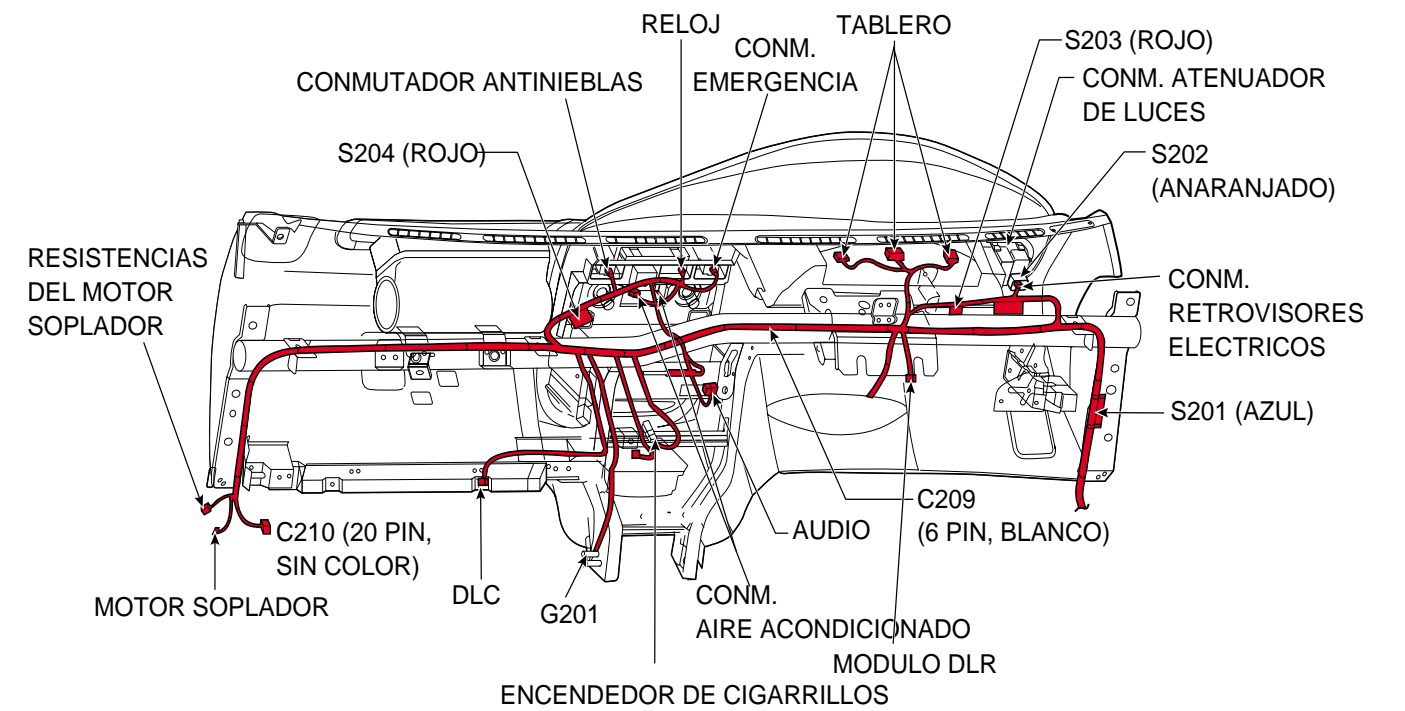 RELOJ
TABLERO
S203 (ROJO)
CONM.
EMERGENCIA
CONMUTADOR ANTINIEBLAS
CONM. ATENUADOR
DE LUCES
S204 (ROJO)
S202
(ANARANJADO)
RESISTENCIAS
DEL MOTOR
SOPLADOR
CONM.
RETROVISORES
ELECTRICOS
S201 (AZUL)
C209
(6 PIN, BLANCO)
AUDIO
C210 (20 PIN,
SIN COLOR)
MOTOR SOPLADOR
DLC
G201
CONM.
AIRE ACONDICIONADO
MODULO DLR
ENCENDEDOR DE CIGARRILLOS